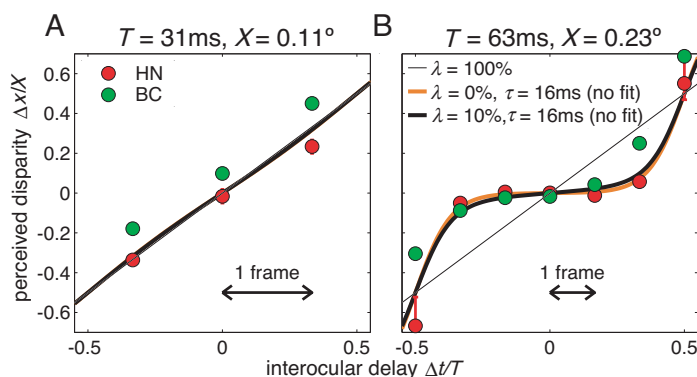 A
T = 31ms, X = 0.11º
B
T = 63ms, X = 0.23º
perceived disparity Δx/X
0.6
0.4
0.2
0
-0.2
-0.4
-0.6
HN
BC
1 frame
-0.5
0
0.5
λ = 100%
λ = 0%, τ = 16ms (no fit)
λ = 10%,τ = 16ms (no fit)
1 frame
-0.5
0
0.5
interocular delay Δt/T